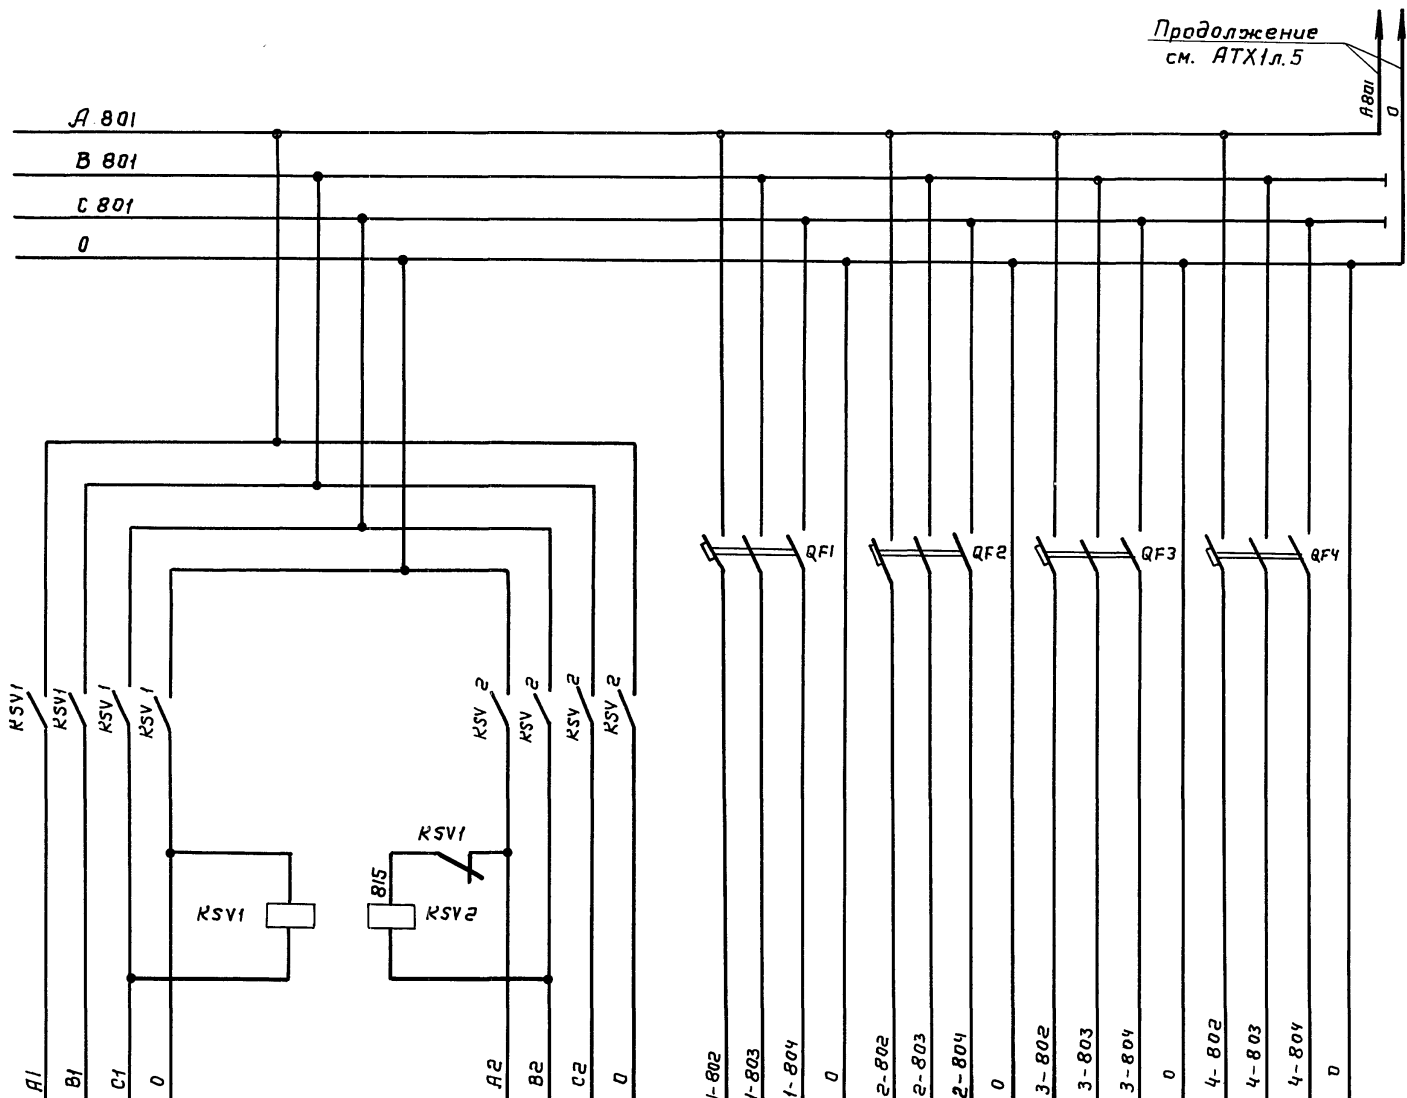 Продолжение
см. АТХ1л.5
А801
0
А 801
В 801
С 801
0
QF1
QF2
QF3
QF4
KSV1
KSV1
KSV 1
KSV 1
KSV 2
KSV 2
KSV 2
KSV 2
KSV1
815
KSV1
KSV2
А1
В1
С1
0
А2
В2
С2
0
1-802
1-803
1-804
0
2-802
2-803
2-804
0
3-802
3-803
3-804
0
4-802
4-803
4-804
0